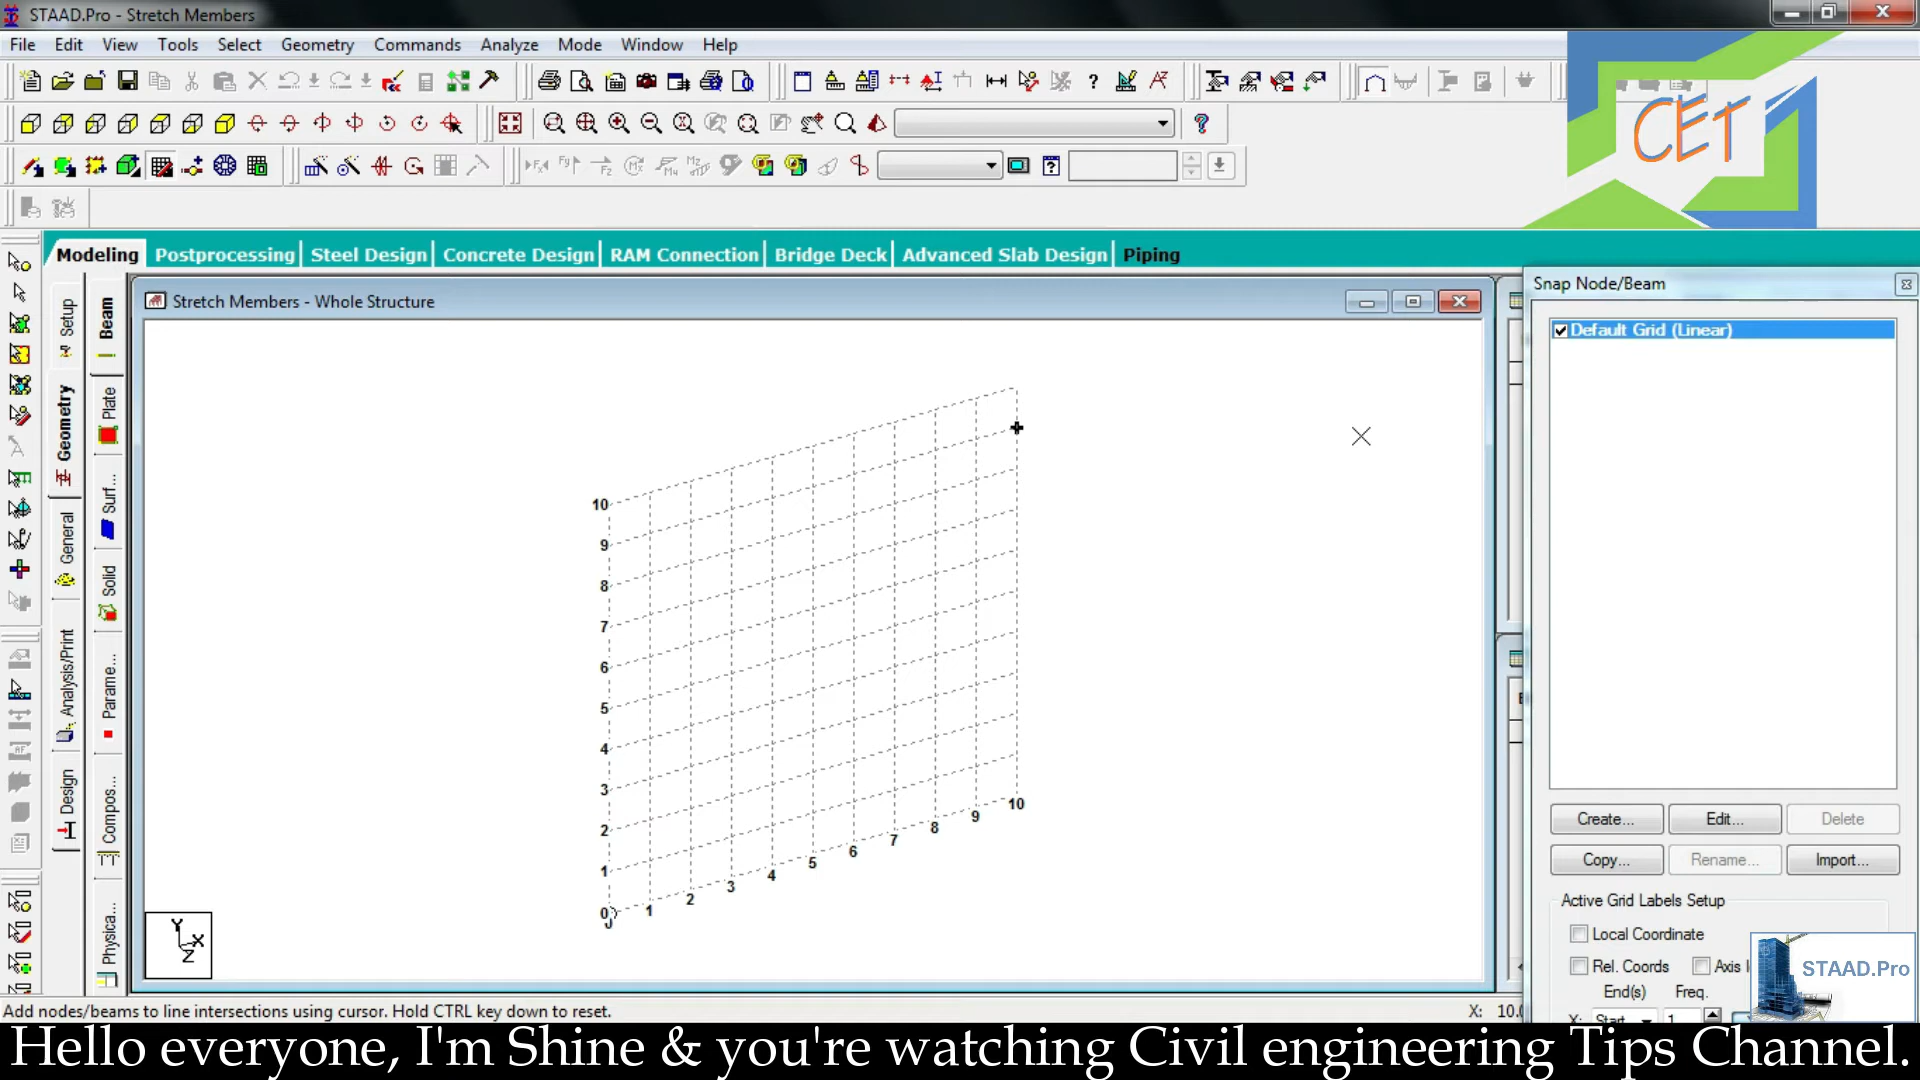 STAAD.Pro - Stretch Members
File Edit View Tools Select Geometry Commands Analyze Mode Window Help
CET
Modeling Postprocessing Steel Design Concrete Design RAM Connection Bridge Deck Advanced Slab Design Piping
Setup
Geometry
General
Analysis/Print
Design
Beam
Plate
Surf...
Solid
Parame...
Compos...
Physica...
Stretch Members - Whole Structure
10
9
8
7
6
5
4
3
2
1
0
1 2 3 4 5 6 7 8 9 10
Y
X
Z
Snap Node/Beam
Default Grid (Linear)
Create... Edit... Delete
Copy... Rename... Import...
Active Grid Labels Setup
Local Coordinate
Rel. Coords
End(s) Freq.
X: Start 1
STAAD.Pro
Add nodes/beams to line intersections using cursor. Hold CTRL key down to reset.
X: 10.0
Hello everyone, I'm Shine & you're watching Civil engineering Tips Channel.